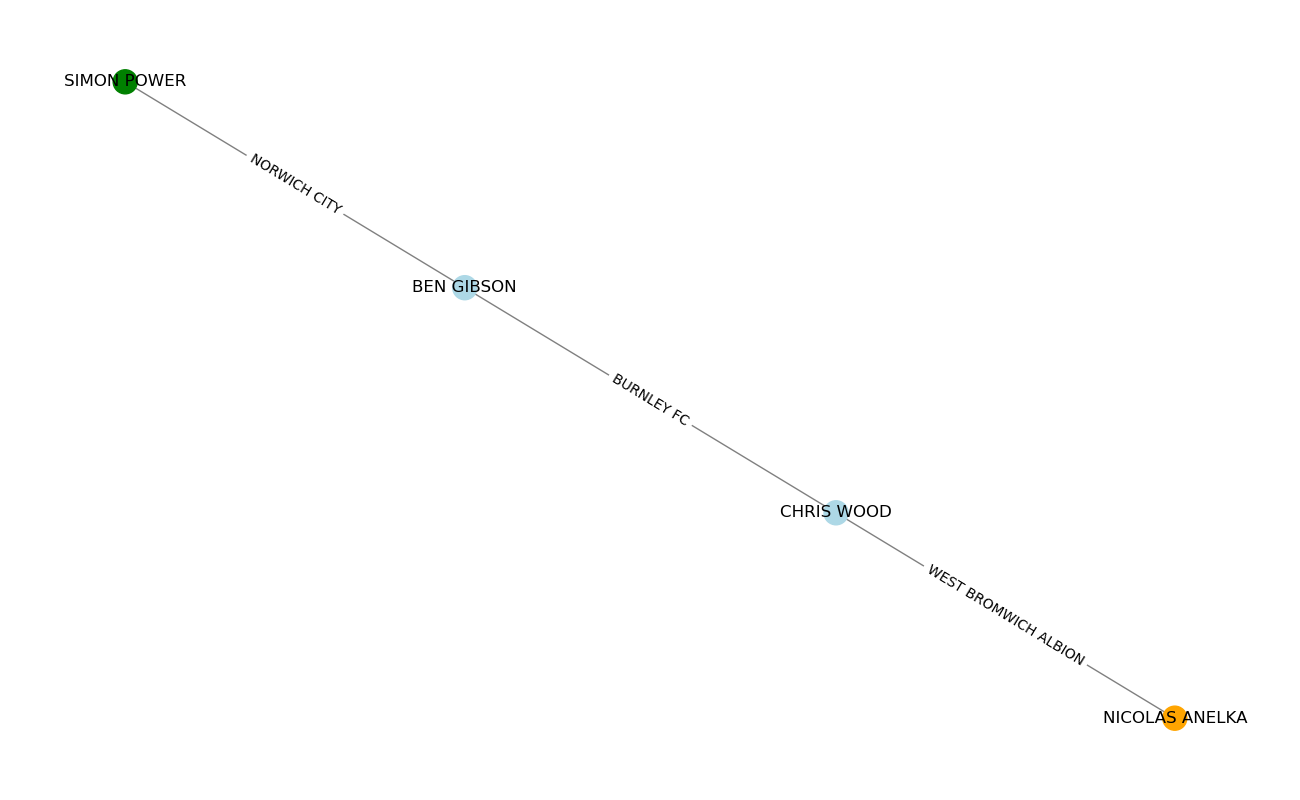 SIMON POWER
NORWICH CITY
BEN GIBSON
BURNLEY FC
CHRIS WOOD
WEST BROMWICH ALBION
NICOLAS ANELKA